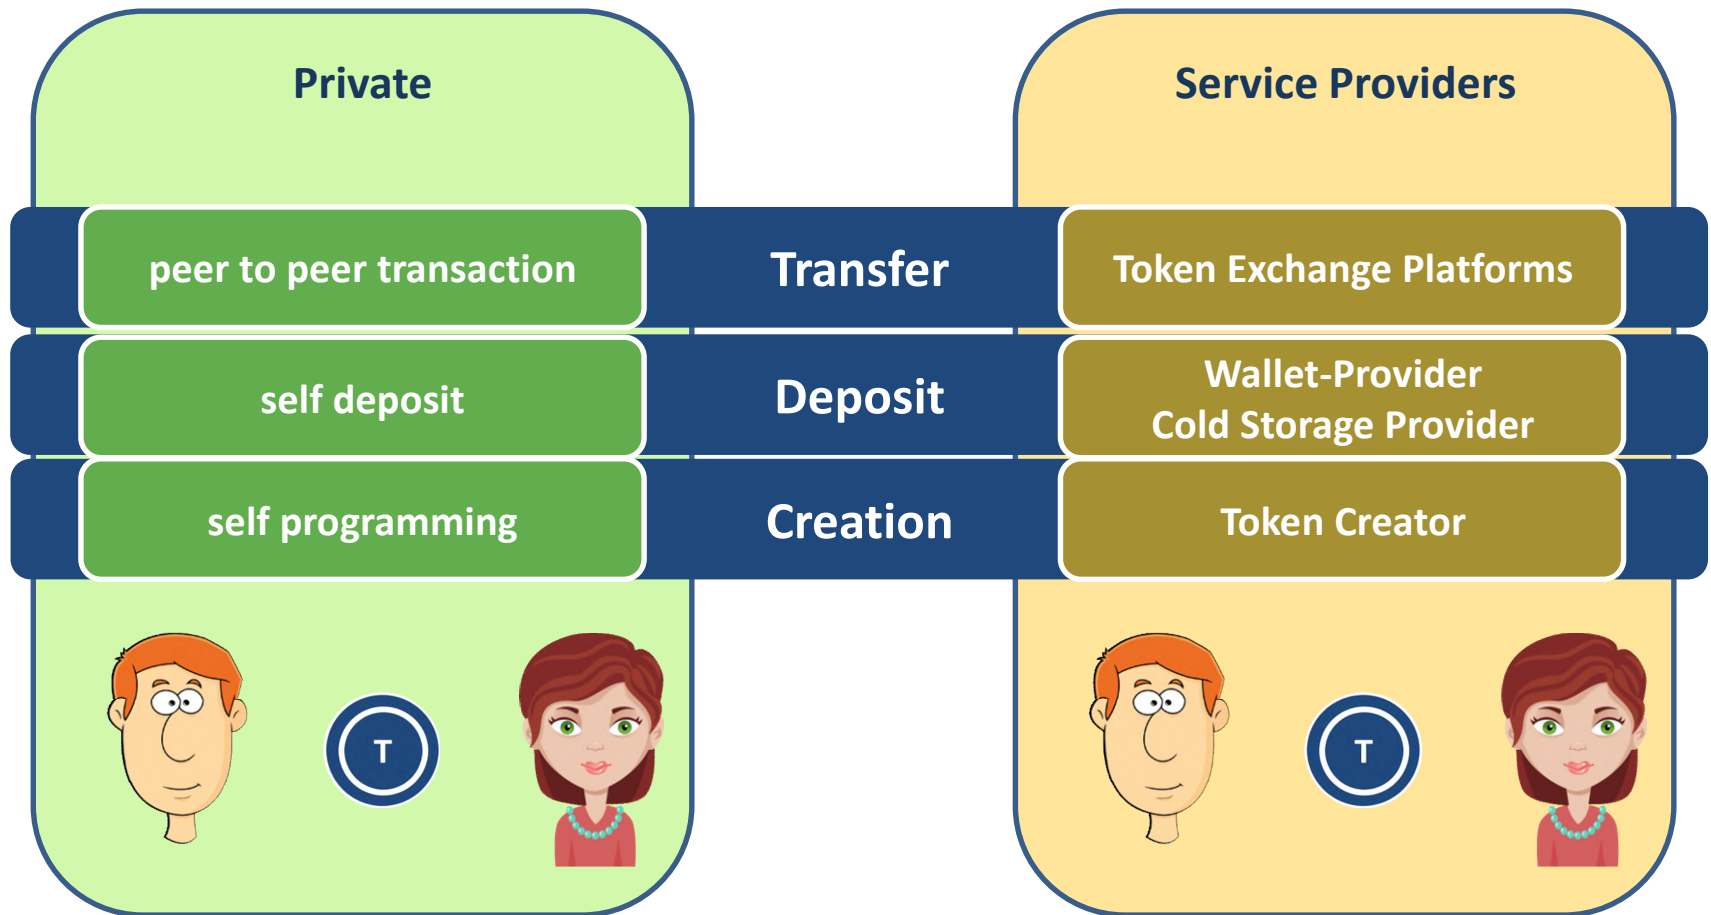 Private
Service Providers
peer to peer transaction
Transfer
Token Exchange Platforms
self deposit
Deposit
Wallet-Provider
Cold Storage Provider
self programming
Creation
Token Creator
T
T